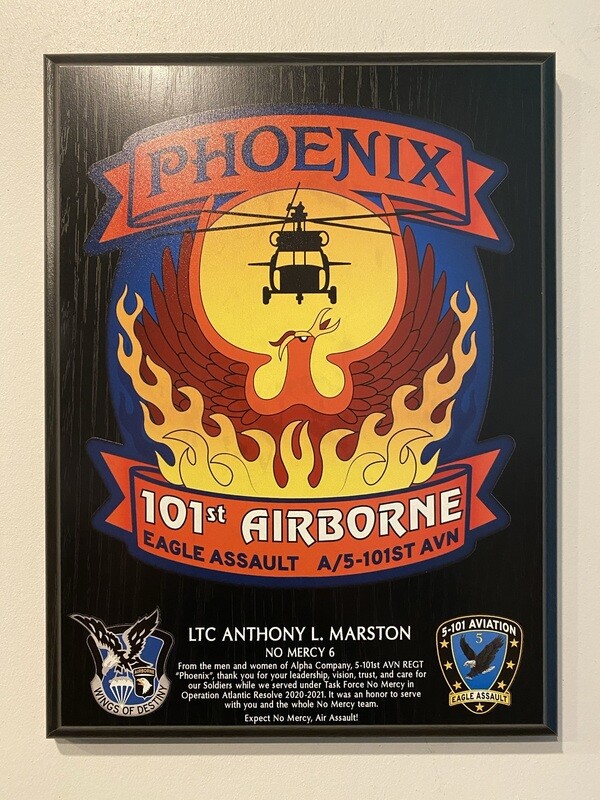 PHOENIX
101st AIRBORNE
EAGLE ASSAULT A/5-101ST AVN
LTC ANTHONY L. MARSTON
NO MERCY 6
From the men and women of Alpha Company, 5-101st AVN REGT
"Phoenix", thank you for your leadership, vision, trust, and care for
our Soldiers while we served under Task Force No Mercy in
Operation Atlantic Resolve 2020-2021. It was an honor to serve
with you and the whole No Mercy team.
Expect No Mercy, Air Assault!
AIRBORNE
WINGS OF DESTINY
5-101 AVIATION
5
EAGLE ASSAULT